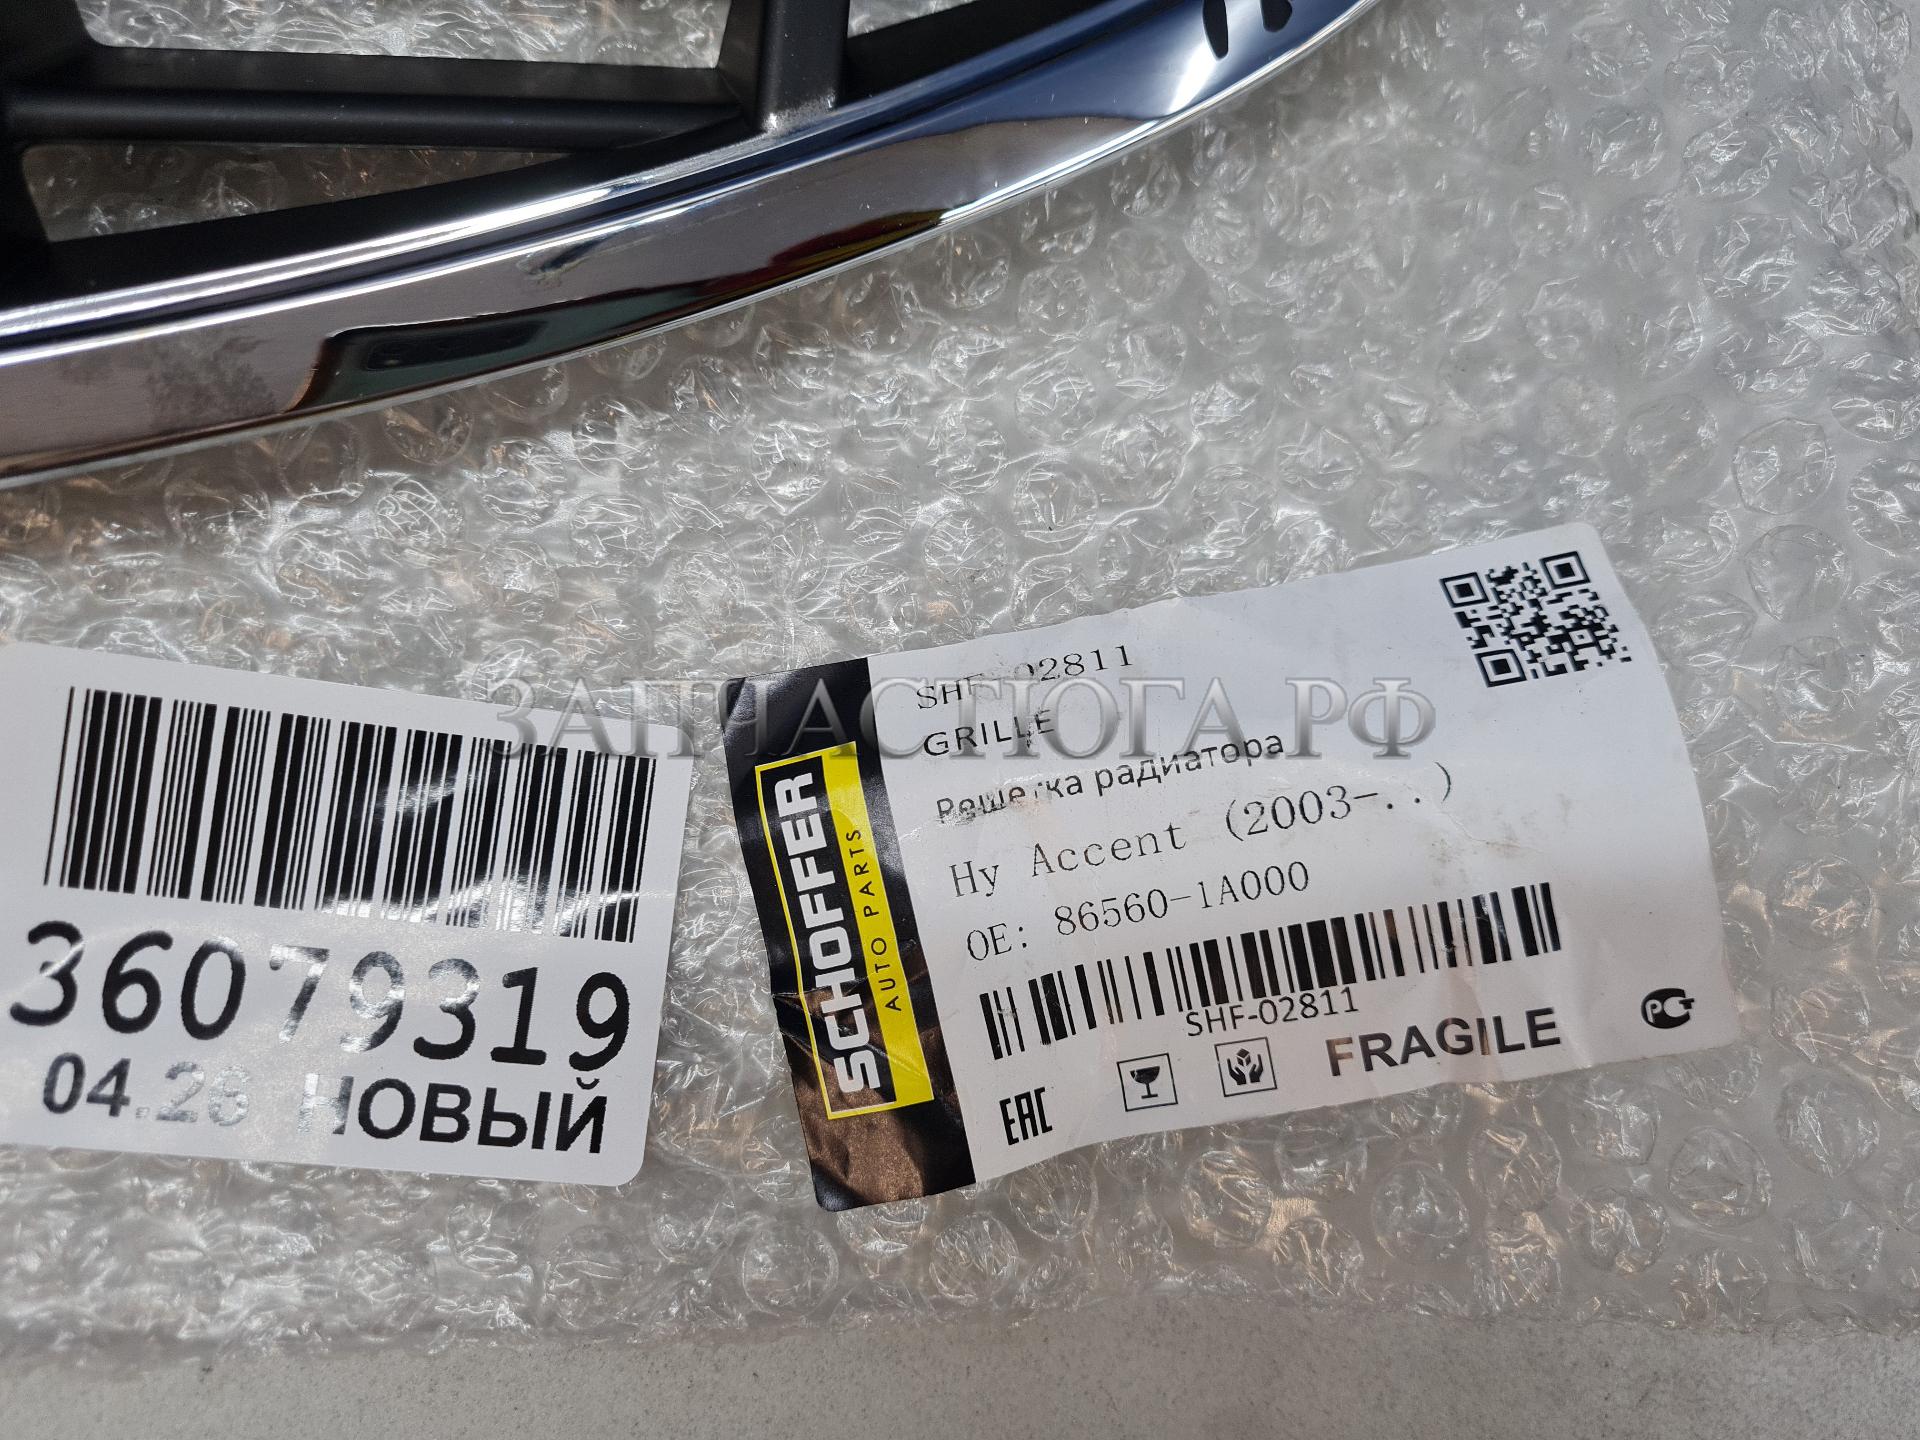 ЗАПЧАСТЮГА.РФ
36079319
04.26 НОВЫЙ
SCHOFFER
AUTO PARTS
SHF-02811
GRILLE
Решетка радиатора
Hy Accent (2003-..)
OE: 86560-1A000
SHF-02811
EAC
FRAGILE
РСТ